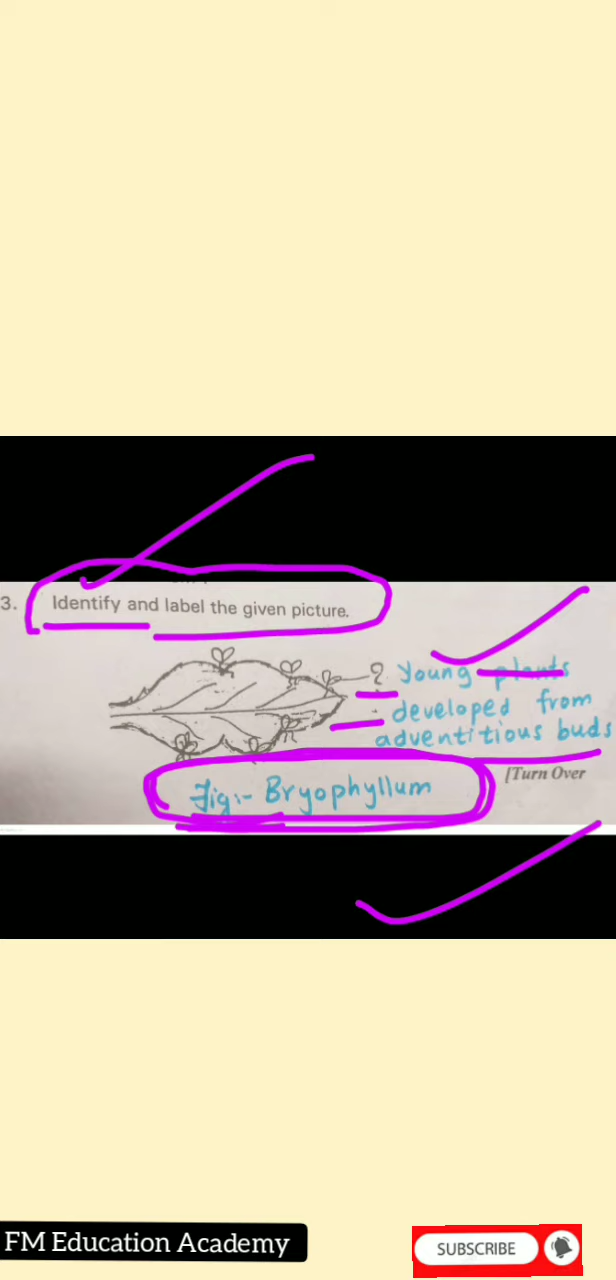 3. Identify and label the given picture.
? Young plants
developed from
adventitious buds
[Turn Over
Fig:- Bryophyllum
FM Education Academy
SUBSCRIBE